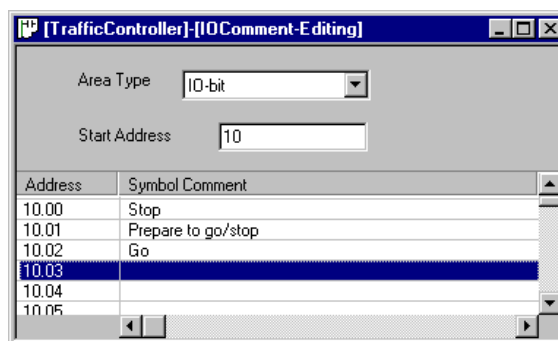 [TrafficController]-[IOComment-Editing]
Area Type IO-bit
Start Address 10
Address Symbol Comment
10.00 Stop
10.01 Prepare to go/stop
10.02 Go
10.03
10.04
10.05